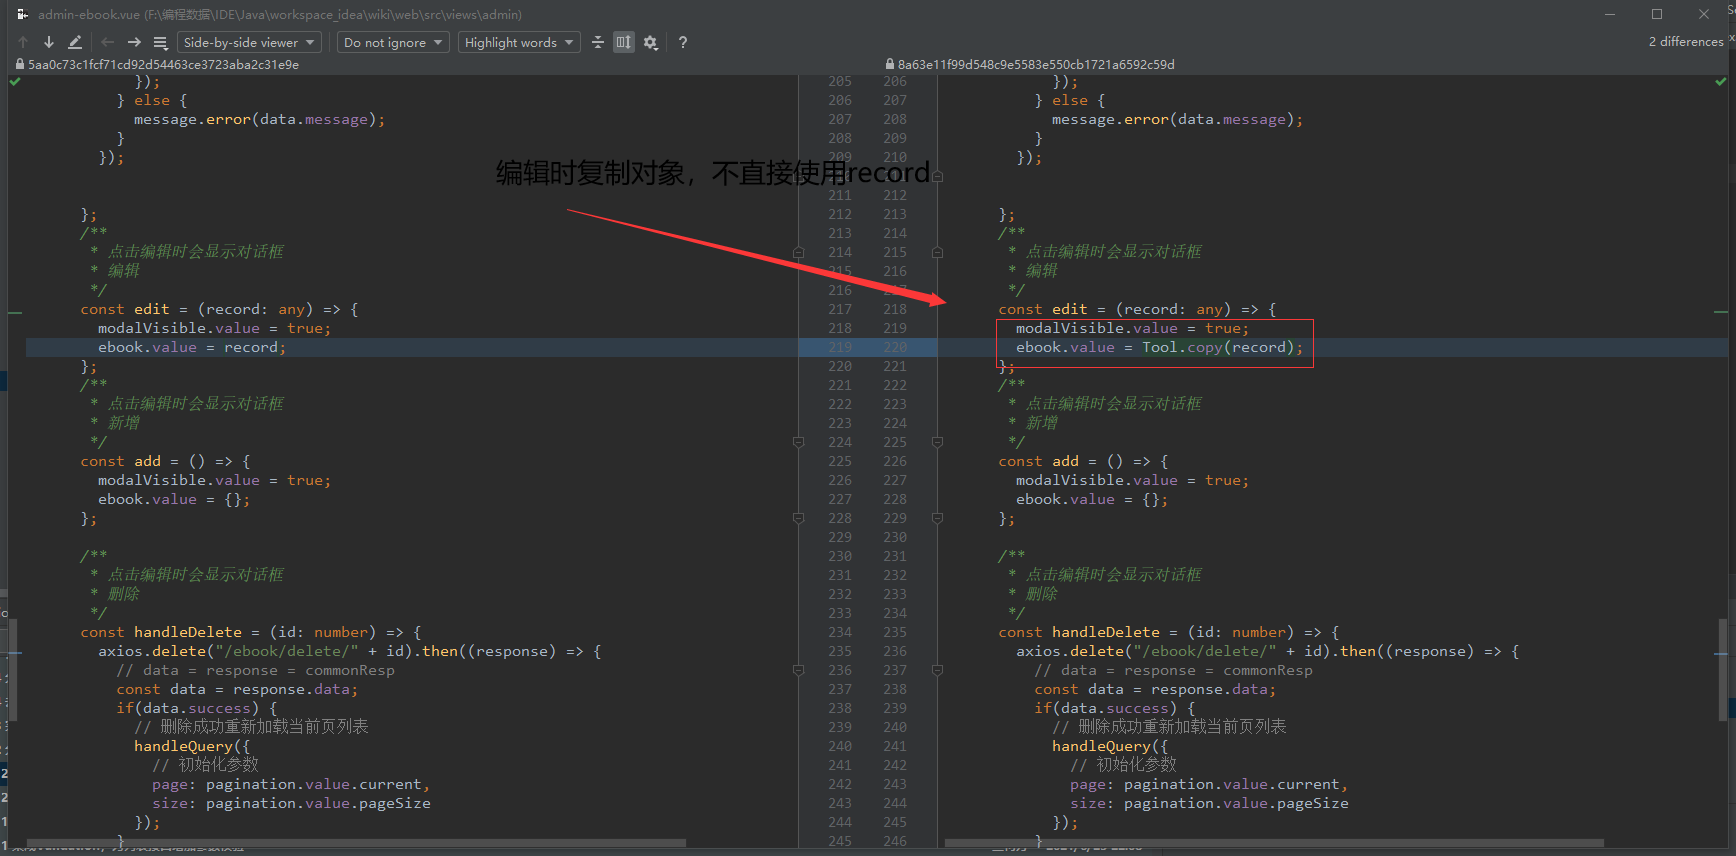 admin-ebook.vue (F:\编程数据\IDE\Java\workspace_idea\wiki\web\src\views\admin)
Side-by-side viewer
Do not ignore
Highlight words
?
2 differences
5aa0c73c1fcf71cd92d54463ce3723aba2c31e9e
8a63e11f99d548c9e5583e550cb1721a6592c59d
});
} else {
message.error(data.message);
}
});
};
/**
* 点击编辑时会显示对话框
* 编辑
*/
const edit = (record: any) => {
modalVisible.value = true;
ebook.value = record;
};
/**
* 点击编辑时会显示对话框
* 新增
*/
const add = () => {
modalVisible.value = true;
ebook.value = {};
};
/**
* 点击编辑时会显示对话框
* 删除
*/
const handleDelete = (id: number) => {
axios.delete("/ebook/delete/" + id).then((response) => {
// data = response = commonResp
const data = response.data;
if(data.success) {
// 删除成功重新加载当前页列表
handleQuery({
// 初始化参数
page: pagination.value.current,
size: pagination.value.pageSize
});
}
编辑时复制对象，不直接使用record
205 206
206 207
207 208
208 209
209 210
211 212
212 213
213 214
214 215
215 216
216 217
217 218
218 219
219 220
220 221
221 222
222 223
223 224
224 225
225 226
226 227
227 228
228 229
229 230
230 231
231 232
232 233
233 234
234 235
235 236
236 237
237 238
238 239
239 240
240 241
241 242
242 243
243 244
244 245
245 246
});
} else {
message.error(data.message);
}
});
};
/**
* 点击编辑时会显示对话框
* 编辑
*/
const edit = (record: any) => {
modalVisible.value = true;
ebook.value = Tool.copy(record);
};
/**
* 点击编辑时会显示对话框
* 新增
*/
const add = () => {
modalVisible.value = true;
ebook.value = {};
};
/**
* 点击编辑时会显示对话框
* 删除
*/
const handleDelete = (id: number) => {
axios.delete("/ebook/delete/" + id).then((response) => {
// data = response = commonResp
const data = response.data;
if(data.success) {
// 删除成功重新加载当前页列表
handleQuery({
// 初始化参数
page: pagination.value.current,
size: pagination.value.pageSize
});
}